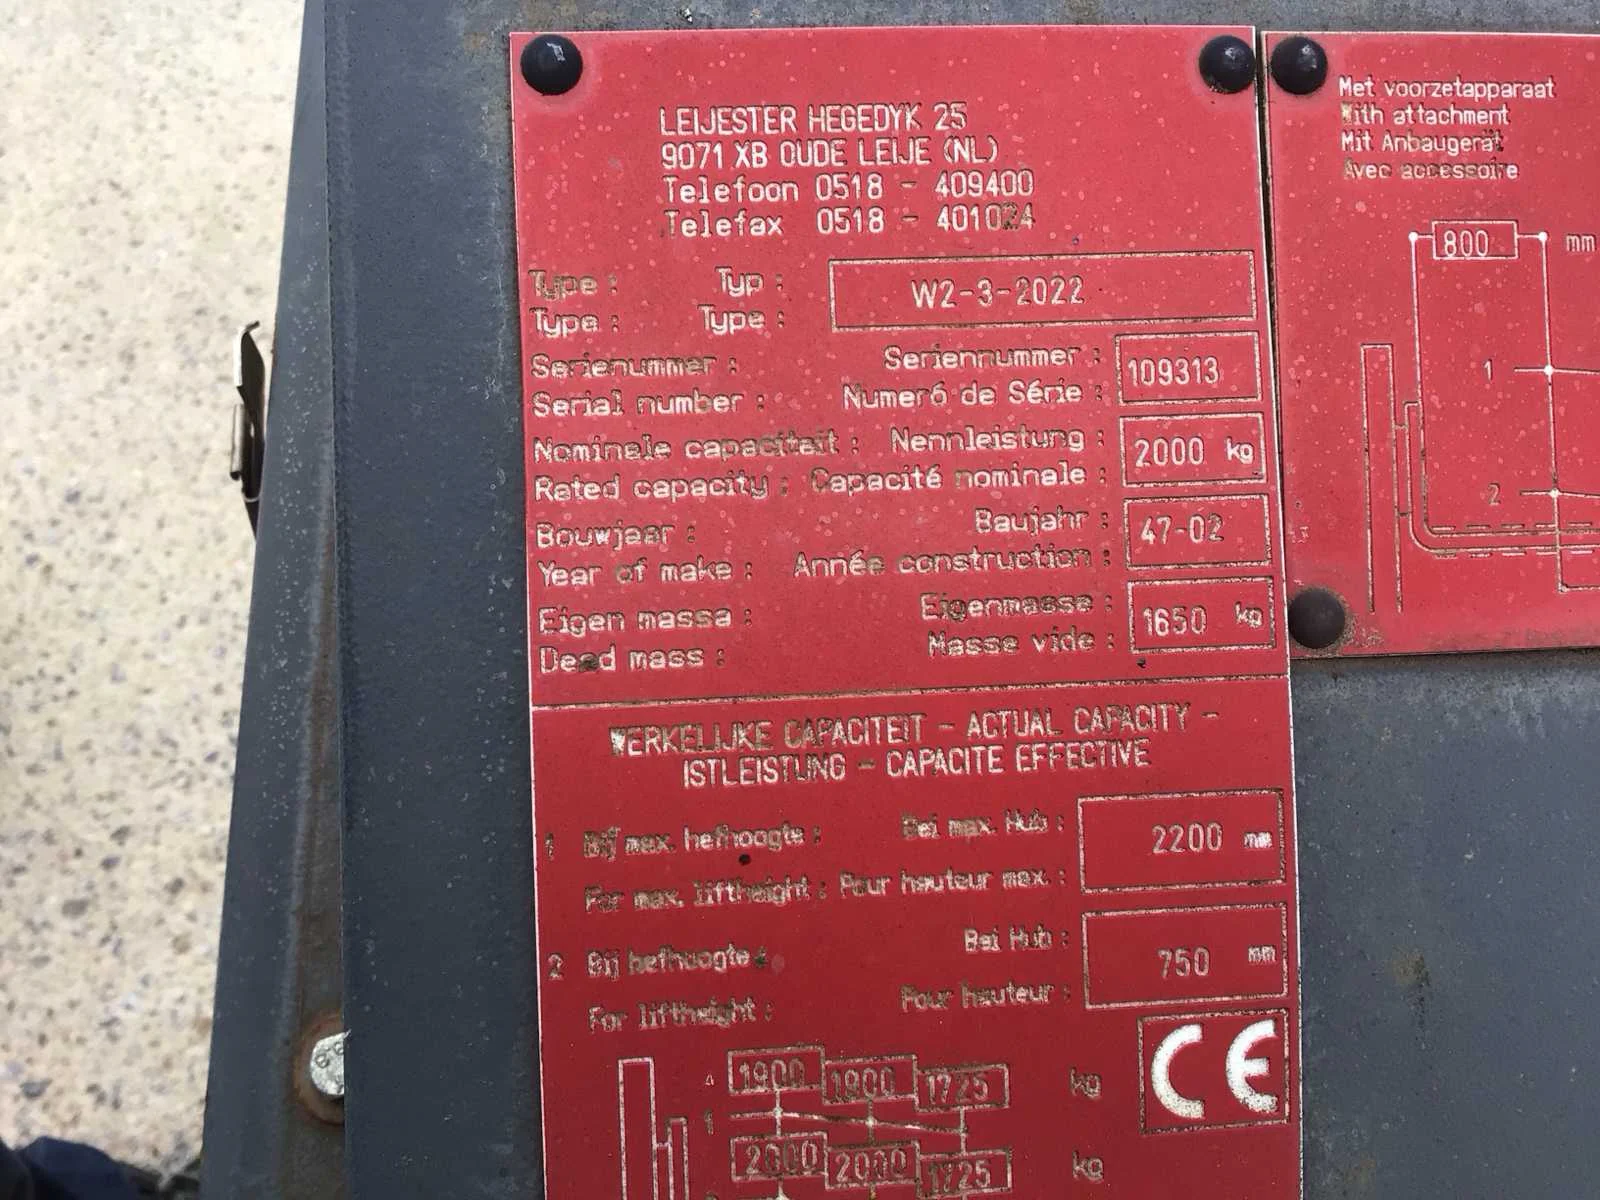 LEIJESTER HEGEDYK 25
9071 XB OUDE LEIJE (NL)
Telefoon 0518 - 409400
Telefax 0518 - 401024
Type : Typ : W2-3-2022
Type : Type :
Serienummer : Seriennummer : 109313
Serial number : Numeró de Série :
Nominale capaciteit : Nennleistung : 2000 kg
Rated capacity : Capacité nominale :
Bouwjaar : Baujahr : 47-02
Year of make : Année construction :
Eigen massa : Eigenmasse : 1650 kg
Dead mass : Masse vide :
WERKELIJKE CAPACITEIT - ACTUAL CAPACITY -
ISTLEISTUNG - CAPACITE EFFECTIVE
1 Bij max. hefhoogte : Bei max. Hub : 2200 mm
For max. liftheight : Pour hauteur max. :
2 Bij hefhoogte : Bei Hub : 750 mm
For liftheight : Pour hauteur :
CE
1900 1900 1725 kg
1
2000 2000 1725 kg
Met voorzetapparaat
With attachment
Mit Anbaugerät
Avec accessoire
800 mm
1
2